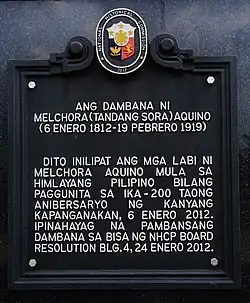 ANG DAMBANA NI
MELCHORA (TANDANG SORA) AQUINO
(6 ENERO 1812-19 PEBRERO 1919)
DITO INILIPAT ANG MGA LABI NI
MELCHORA AQUINO MULA SA
HIMLAYANG PILIPINO BILANG
PAGGUNITA SA IKA-200 TAONG
ANIBERSARYO NG KANYANG
KAPANGANAKAN, 6 ENERO 2012.
IPINAHAYAG NA PAMBANSANG
DAMBANA SA BISA NG NHCP BOARD
RESOLUTION BLG. 4, 24 ENERO 2012.